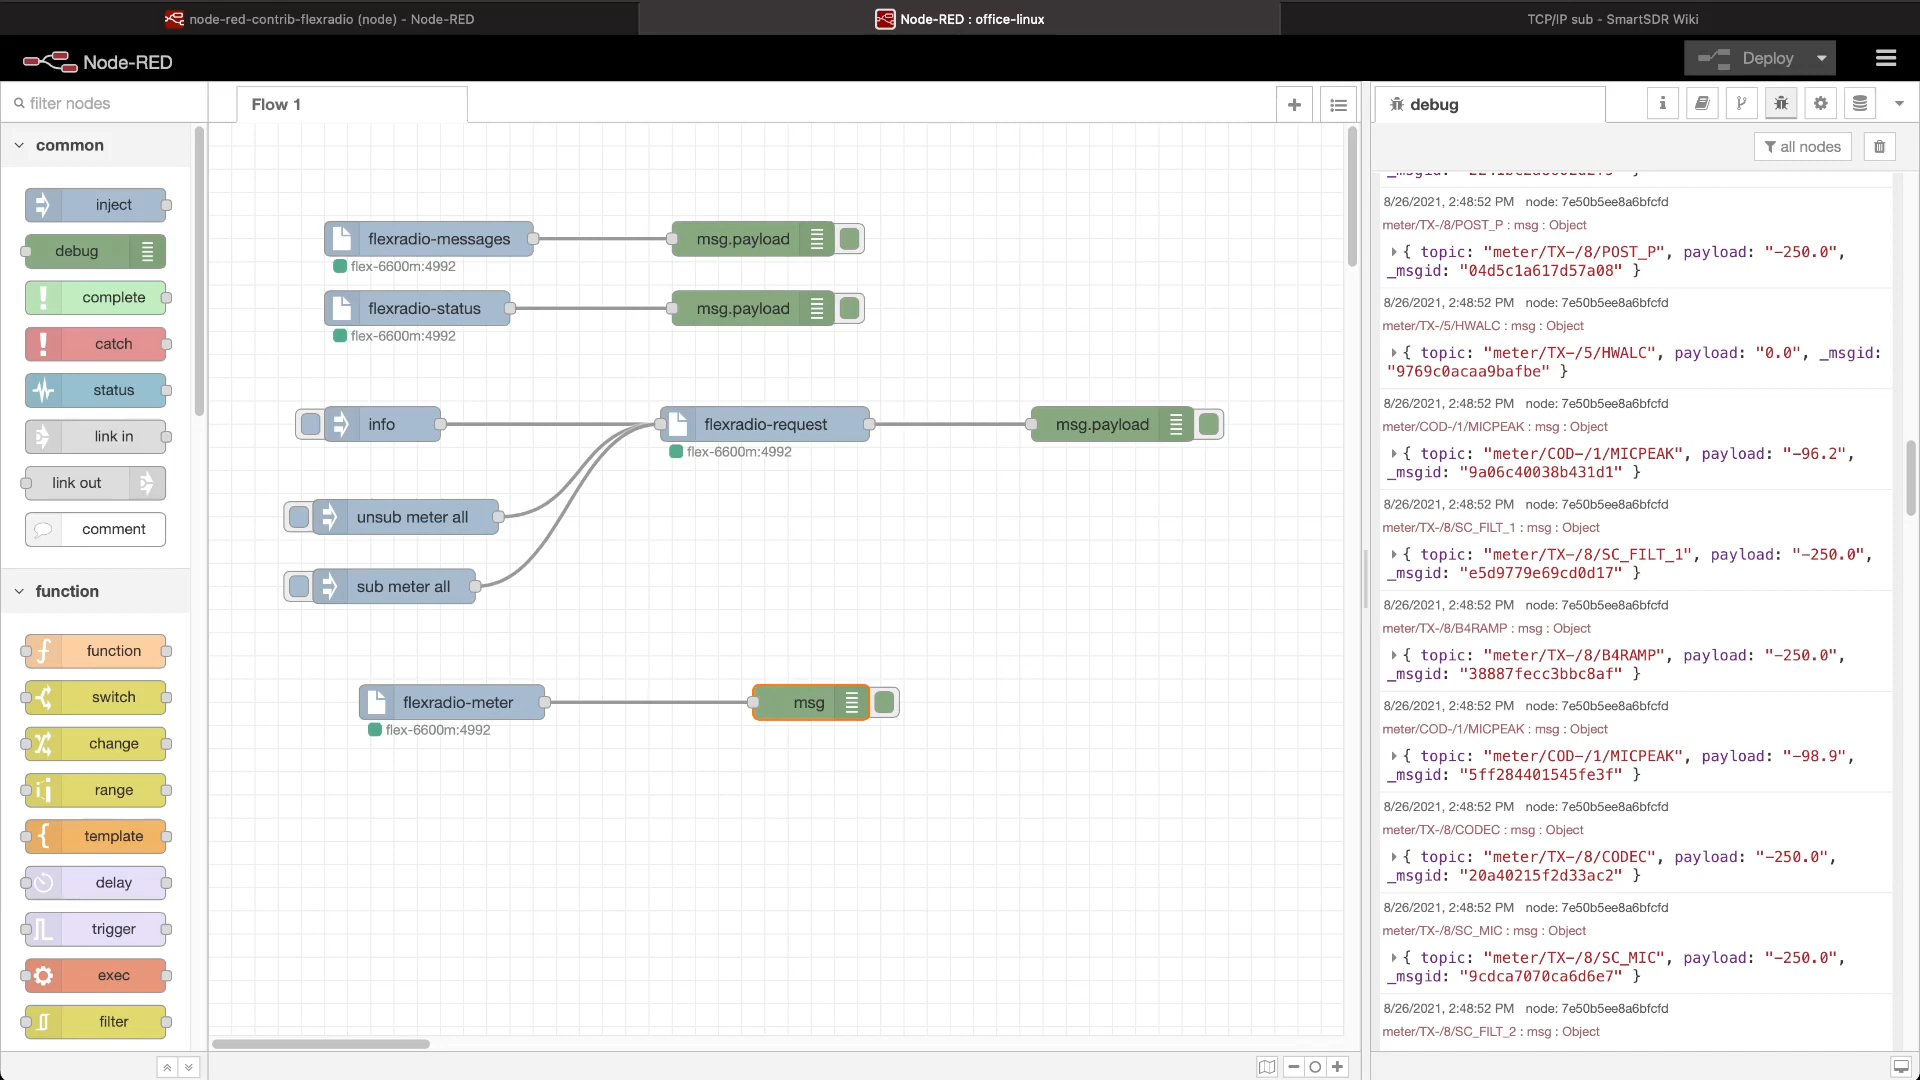 node-red-contrib-flexradio (node) - Node-RED
Node-RED : office-linux
TCP/IP sub - SmartSDR Wiki
Node-RED
Deploy
filter nodes
Flow 1
debug
i
all nodes
common
inject
debug
complete
catch
status
link in
link out
comment
function
function
switch
change
range
template
delay
trigger
exec
filter
flexradio-messages
msg.payload
flex-6600m:4992
flexradio-status
msg.payload
flex-6600m:4992
info
flexradio-request
msg.payload
flex-6600m:4992
unsub meter all
sub meter all
flexradio-meter
msg
flex-6600m:4992
8/26/2021, 2:48:52 PM node: 7e50b5ee8a6bfcfd
meter/TX-/8/POST_P : msg : Object
{ topic: "meter/TX-/8/POST_P", payload: "-250.0",
_msgid: "04d5c1a617d57a08" }
8/26/2021, 2:48:52 PM node: 7e50b5ee8a6bfcfd
meter/TX-/5/HWALC : msg : Object
{ topic: "meter/TX-/5/HWALC", payload: "0.0", _msgid:
"9769c0acaa9bafbe" }
8/26/2021, 2:48:52 PM node: 7e50b5ee8a6bfcfd
meter/COD-/1/MICPEAK : msg : Object
{ topic: "meter/COD-/1/MICPEAK", payload: "-96.2",
_msgid: "9a06c40038b431d1" }
8/26/2021, 2:48:52 PM node: 7e50b5ee8a6bfcfd
meter/TX-/8/SC_FILT_1 : msg : Object
{ topic: "meter/TX-/8/SC_FILT_1", payload: "-250.0",
_msgid: "e5d9779e69cd0d17" }
8/26/2021, 2:48:52 PM node: 7e50b5ee8a6bfcfd
meter/TX-/8/B4RAMP : msg : Object
{ topic: "meter/TX-/8/B4RAMP", payload: "-250.0",
_msgid: "38887fecc3bbc8af" }
8/26/2021, 2:48:52 PM node: 7e50b5ee8a6bfcfd
meter/COD-/1/MICPEAK : msg : Object
{ topic: "meter/COD-/1/MICPEAK", payload: "-98.9",
_msgid: "5ff284401545fe3f" }
8/26/2021, 2:48:52 PM node: 7e50b5ee8a6bfcfd
meter/TX-/8/CODEC : msg : Object
{ topic: "meter/TX-/8/CODEC", payload: "-250.0",
_msgid: "20a40215f2d33ac2" }
8/26/2021, 2:48:52 PM node: 7e50b5ee8a6bfcfd
meter/TX-/8/SC_MIC : msg : Object
{ topic: "meter/TX-/8/SC_MIC", payload: "-250.0",
_msgid: "9cdca7070ca6d6e7" }
8/26/2021, 2:48:52 PM node: 7e50b5ee8a6bfcfd
meter/TX-/8/SC_FILT_2 : msg : Object